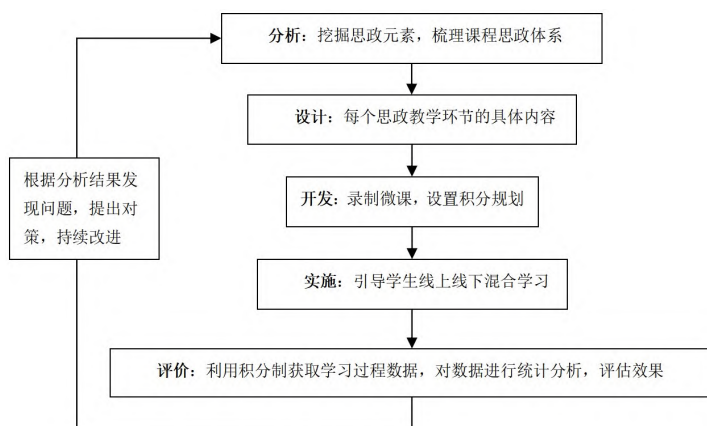 分析：挖掘思政元素，梳理课程思政体系
设计：每个思政教学环节的具体内容
根据分析结果发
现问题，提出对
策，持续改进
开发：录制微课，设置积分规划
实施：引导学生线上线下混合学习
评价：利用积分制获取学习过程数据，对数据进行统计分析，评估效果